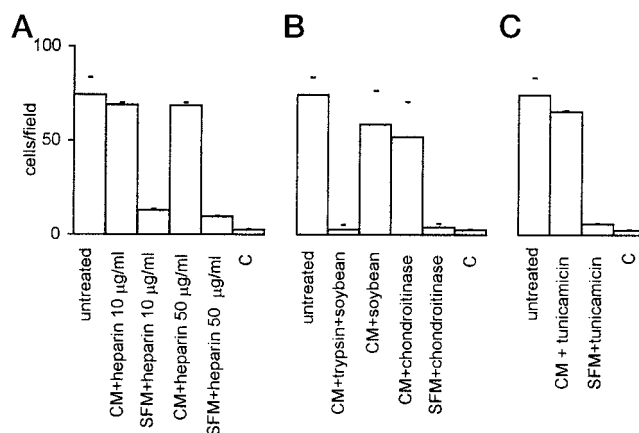 A
B
C
100
50
0
cells/field
untreated
CM+heparin 10 µg/ml
SFM+heparin 10 µg/ml
CM+heparin 50 µg/ml
SFM+heparin 50 µg/ml
C
untreated
CM+trypsin+soybean
CM+soybean
CM+chondroitinase
SFM+chondroitinase
C
untreated
CM + tunicamicin
SFM+tunicamicin
C